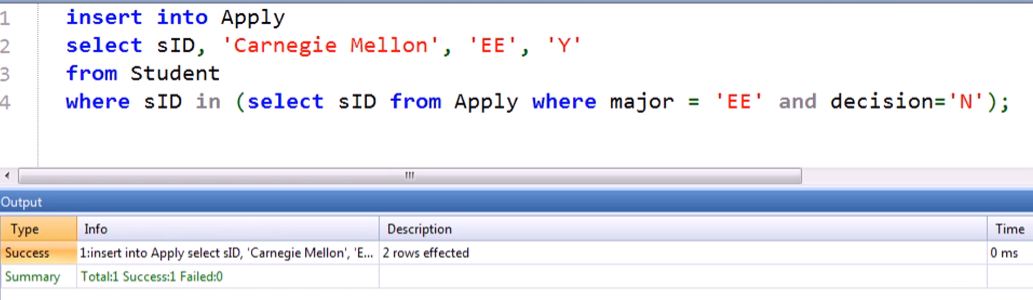 1 insert into Apply
2 select sID, 'Carnegie Mellon', 'EE', 'Y'
3 from Student
4 where sID in (select sID from Apply where major = 'EE' and decision='N');
Output
Type Info Description Time
Success 1:insert into Apply select sID, 'Carnegie Mellon', 'E... 2 rows effected 0 ms
Summary Total:1 Success:1 Failed:0